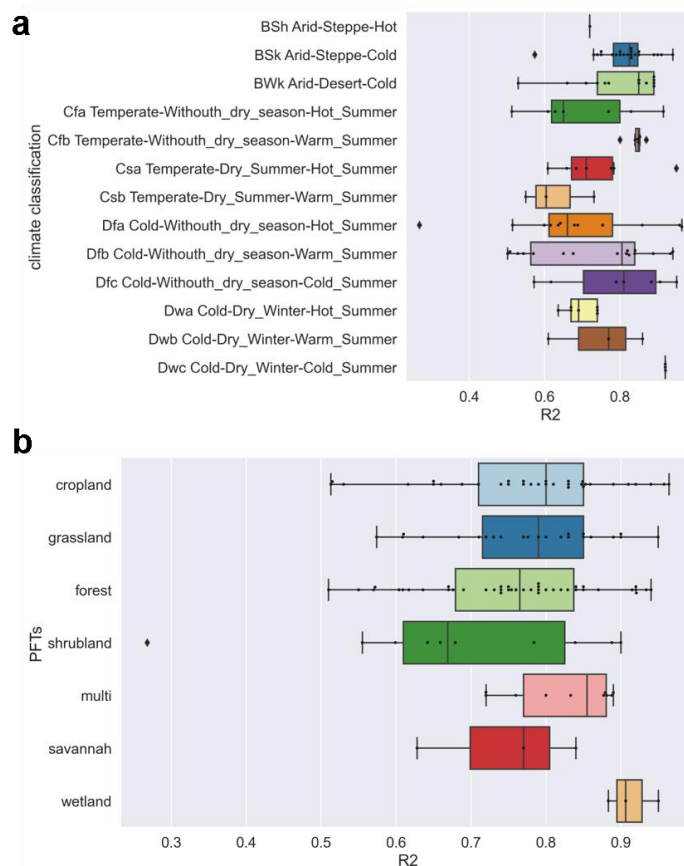 a
BSh Arid-Steppe-Hot
BSk Arid-Steppe-Cold
BWk Arid-Desert-Cold
Cfa Temperate-Withouth_dry_season-Hot_Summer
Cfb Temperate-Withouth_dry_season-Warm_Summer
Csa Temperate-Dry_Summer-Hot_Summer
Csb Temperate-Dry_Summer-Warm_Summer
Dfa Cold-Withouth_dry_season-Hot_Summer
Dfb Cold-Withouth_dry_season-Warm_Summer
Dfc Cold-Withouth_dry_season-Cold_Summer
Dwa Cold-Dry_Winter-Hot_Summer
Dwb Cold-Dry_Winter-Warm_Summer
Dwc Cold-Dry_Winter-Cold_Summer
climate classification
0.4 0.6 0.8
R2
b
cropland
grassland
forest
shrubland
multi
savannah
wetland
PFTs
0.3 0.4 0.5 0.6 0.7 0.8 0.9
R2